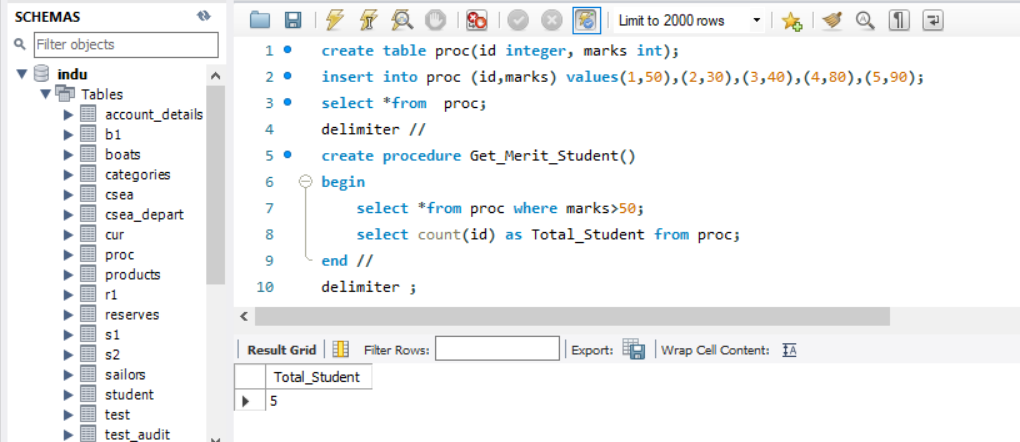 SCHEMAS
Filter objects
indu
Tables
account_details
b1
boats
categories
csea
csea_depart
cur
proc
products
r1
reserves
s1
s2
sailors
student
test
test_audit
Limit to 2000 rows
1 create table proc(id integer, marks int);
2 insert into proc (id,marks) values(1,50),(2,30),(3,40),(4,80),(5,90);
3 select *from  proc;
4 delimiter //
5 create procedure Get_Merit_Student()
6 begin
7     select *from proc where marks>50;
8     select count(id) as Total_Student from proc;
9 end //
10 delimiter ;
Result Grid Filter Rows: Export: Wrap Cell Content: IA
Total_Student
5